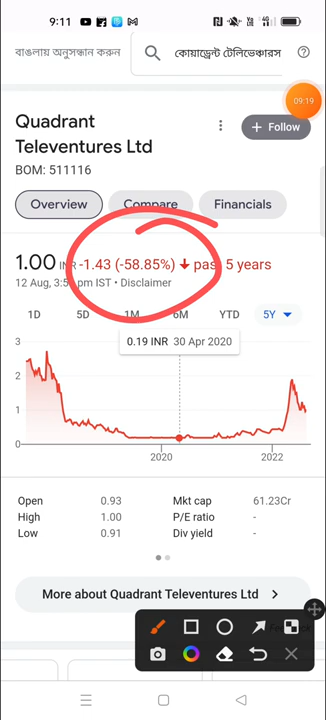 9:11
বাঙলায় অনুসন্ধান করুন
কোয়াড্রেন্ট টেলিভেঞ্চারস
09:19
Quadrant
Televentures Ltd
Follow
BOM: 511116
Overview
Compare
Financials
1.00 INR -1.43 (-58.85%) past 5 years
12 Aug, pm IST • Disclaimer
1D 5D 1M 6M YTD 5Y
0.19 INR 30 Apr 2020
3
2
1
0
2020 2022
Open 0.93 Mkt cap 61.23Cr
High 1.00 P/E ratio -
Low 0.91 Div yield -
More about Quadrant Televentures Ltd